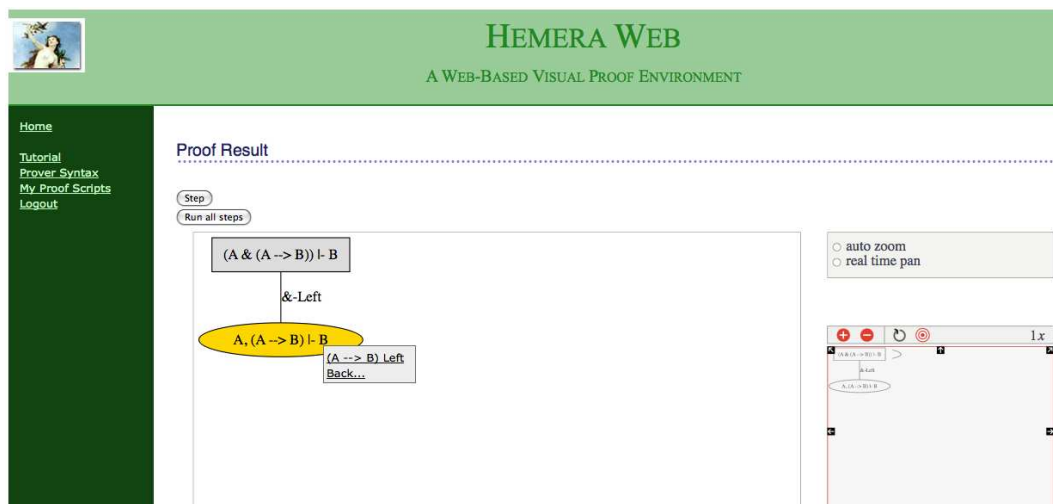 HEMERA WEB
A WEB-BASED VISUAL PROOF ENVIRONMENT
Home
Tutorial
Prover Syntax
My Proof Scripts
Logout
Proof Result
Step
Run all steps
(A & (A --> B)) |- B
&-Left
A, (A --> B) |- B
(A --> B) Left
Back...
auto zoom
real time pan
1x
(A & (A --> B)) |- B
&-Left
A, (A --> B) |- B